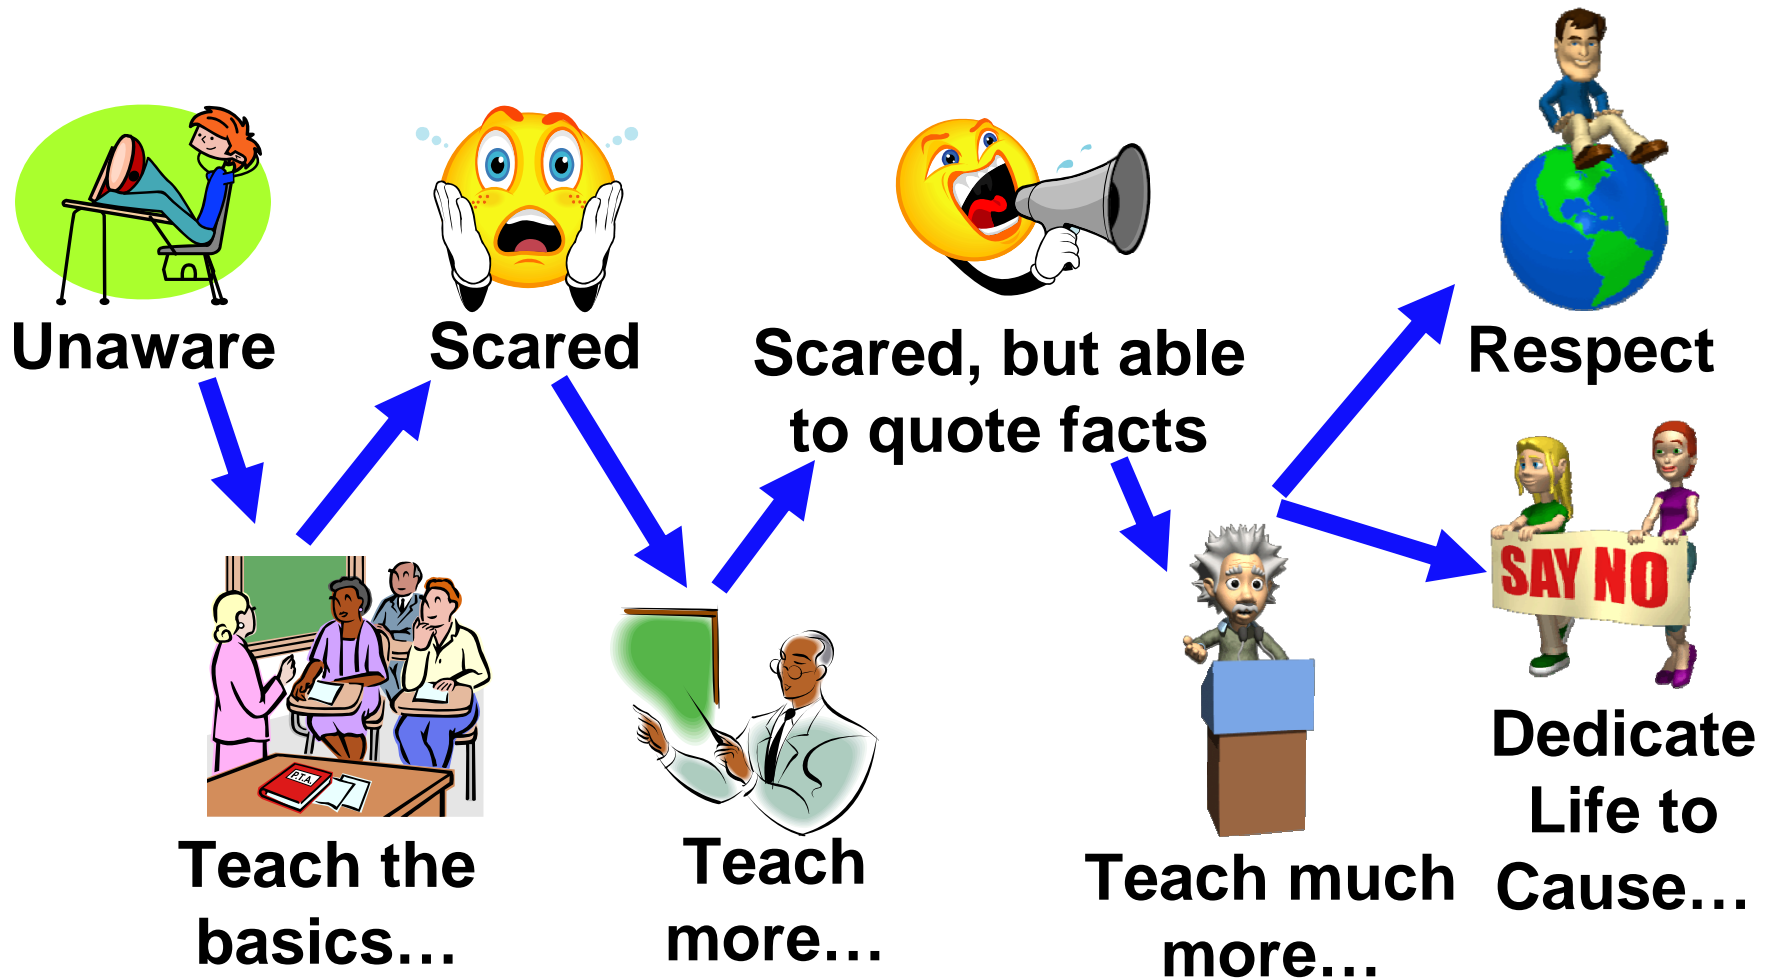 Unaware
Scared
Scared, but able
to quote facts
Respect
SAY NO
P.T.A.
Teach the
basics…
Teach
more…
Teach much
more…
Dedicate
Life to
Cause…